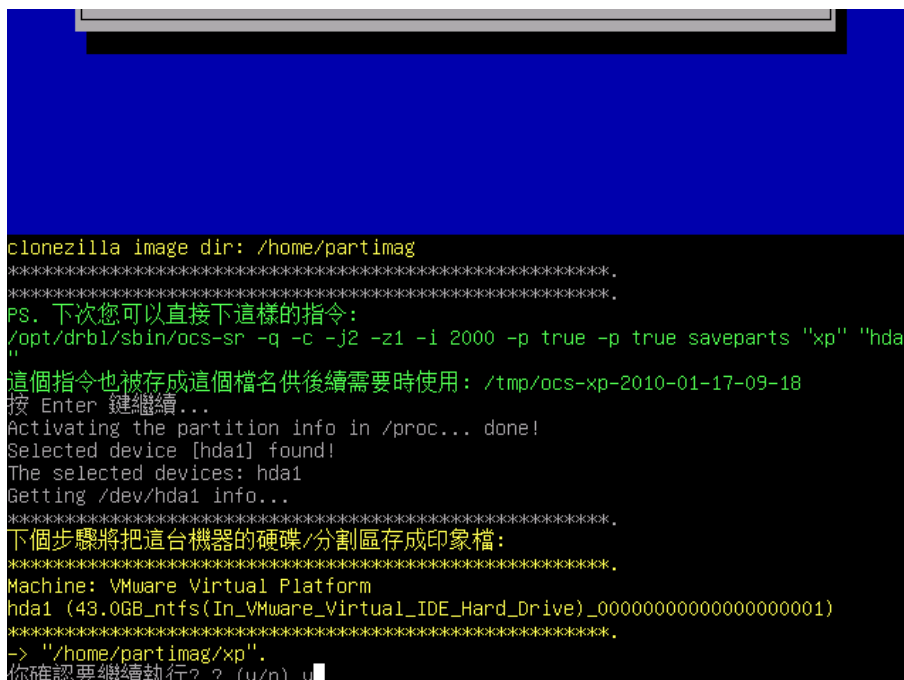 clonezilla image dir: /home/partimag
*****************************************************.
*****************************************************.
PS. 下次您可以直接下這樣的指令:
/opt/drbl/sbin/ocs-sr -q -c -j2 -z1 -i 2000 -p true -p true saveparts "xp" "hda
"
這個指令也被存成這個檔名供後續需要時使用: /tmp/ocs-xp-2010-01-17-09-18
按 Enter 鍵繼續...
Activating the partition info in /proc... done!
Selected device [hda1] found!
The selected devices: hda1
Getting /dev/hda1 info...
*****************************************************.
下個步驟將把這台機器的硬碟/分割區存成印象檔:
*****************************************************.
Machine: VMware Virtual Platform
hda1 (43.0GB_ntfs(In_VMware_Virtual_IDE_Hard_Drive)_00000000000000000001)
*****************************************************.
-> "/home/partimag/xp".
你確認要繼續執行? ? (y/n) y